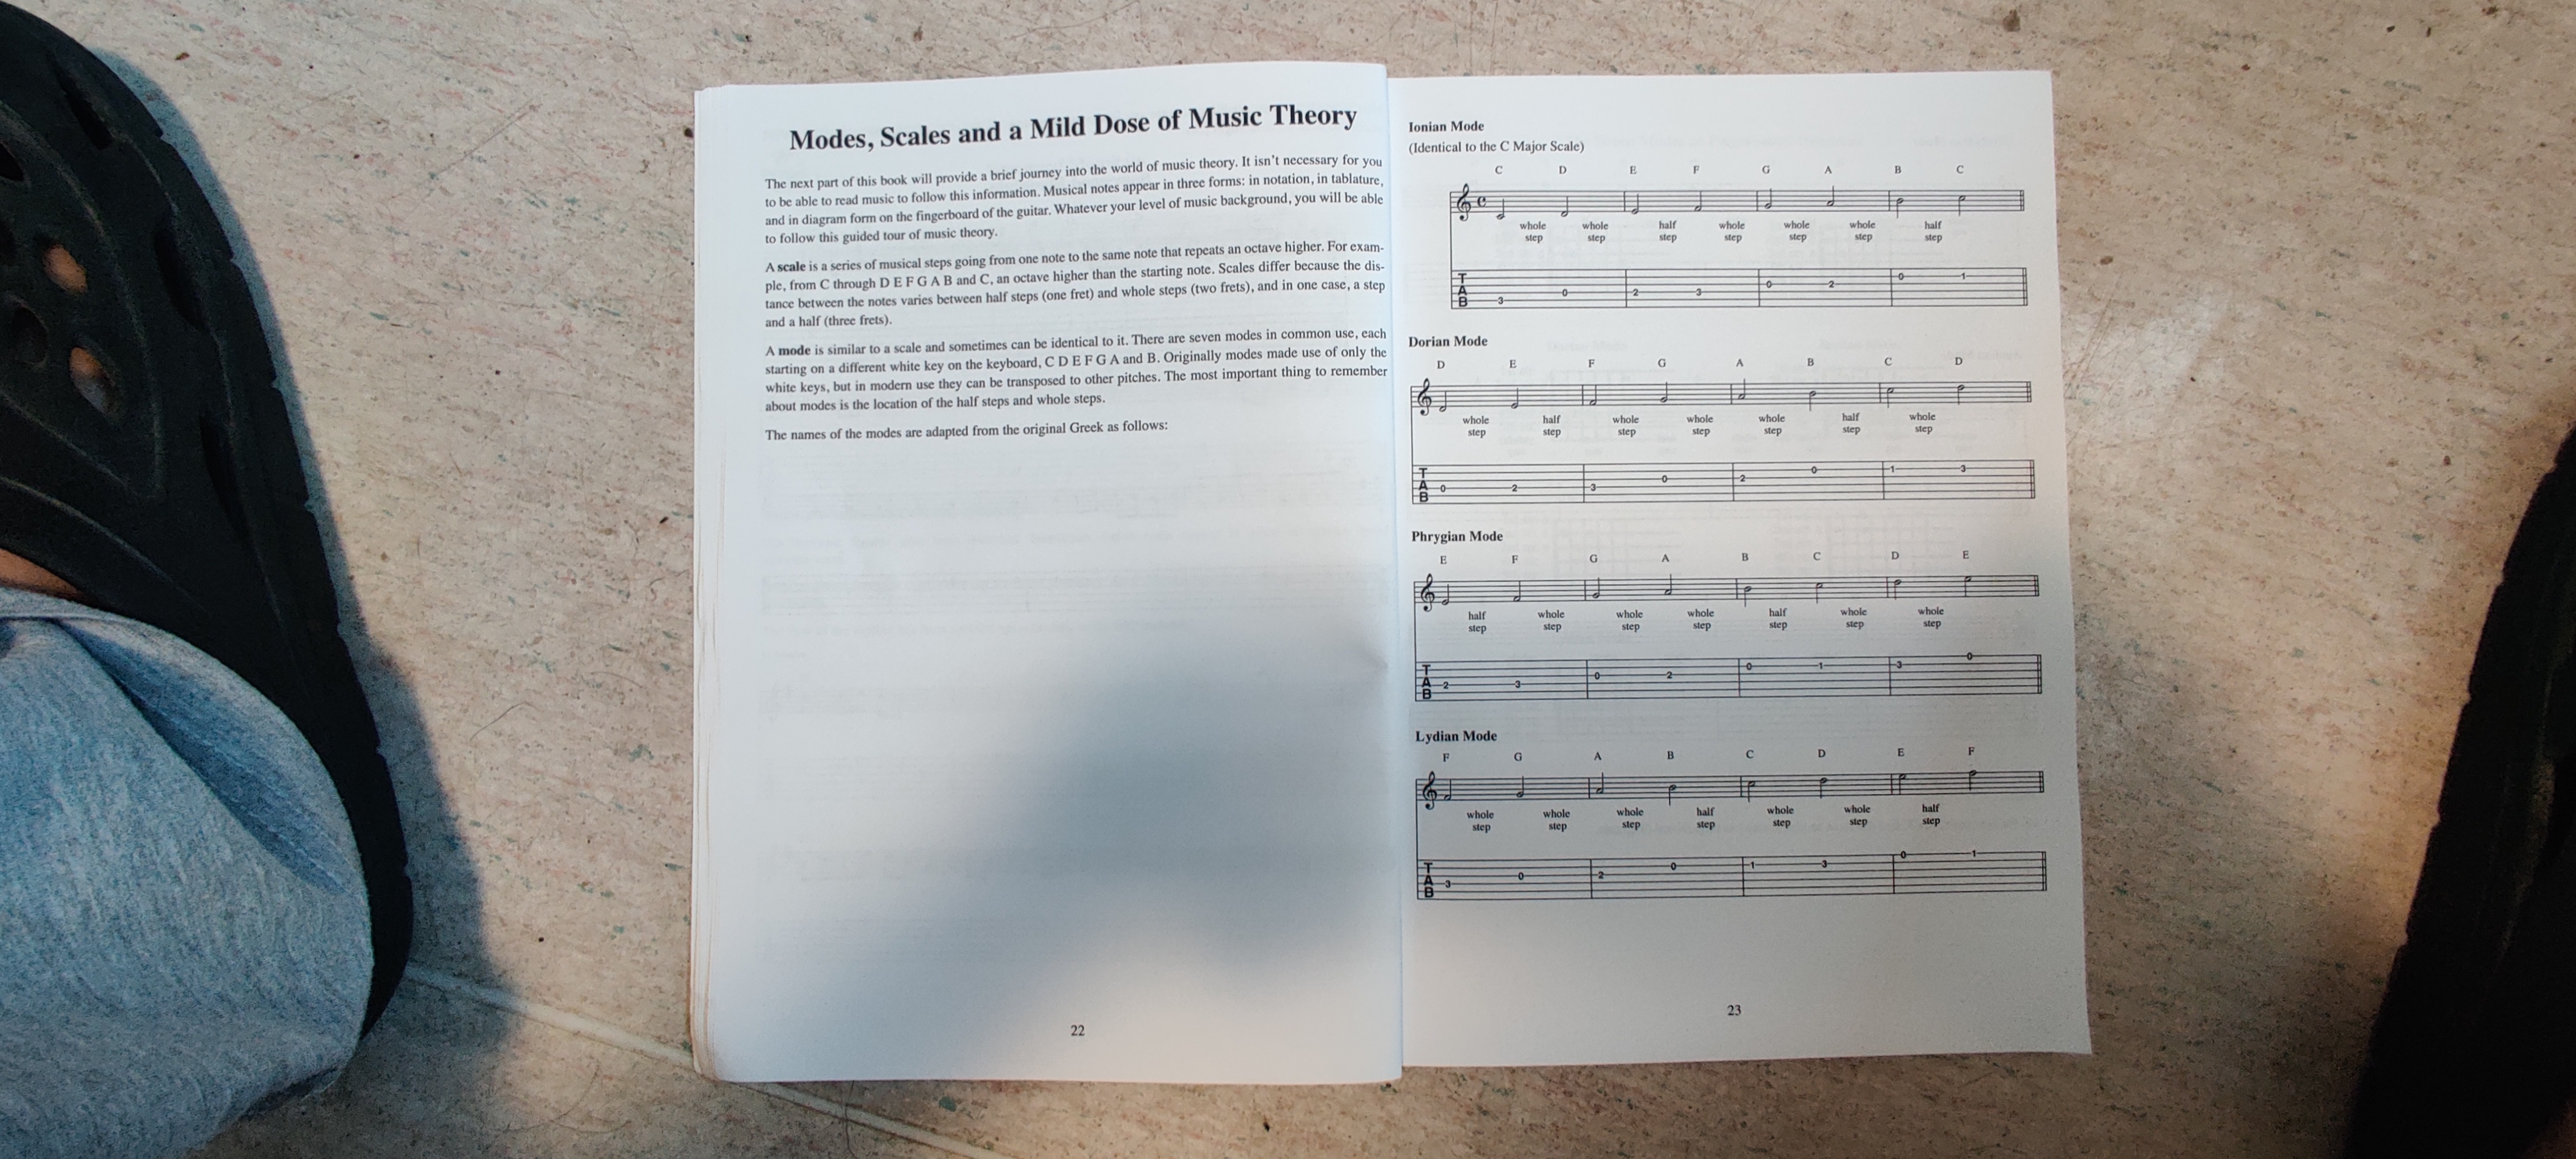 Modes, Scales and a Mild Dose of Music Theory
The next part of this book will provide a brief journey into the world of music theory. It isn't necessary for you
to be able to read music to follow this information. Musical notes appear in three forms: in notation, in tablature,
and in diagram form on the fingerboard of the guitar. Whatever your level of music background, you will be able
to follow this guided tour of music theory.
A scale is a series of musical steps going from one note to the same note that repeats an octave higher. For exam-
ple, from C through D E F G A B and C, an octave higher than the starting note. Scales differ because the dis-
tance between the notes varies between half steps (one fret) and whole steps (two frets), and in one case, a step
and a half (three frets).
A mode is similar to a scale and sometimes can be identical to it. There are seven modes in common use, each
starting on a different white key on the keyboard, C D E F G A and B. Originally modes made use of only the
white keys, but in modern use they can be transposed to other pitches. The most important thing to remember
about modes is the location of the half steps and whole steps.
The names of the modes are adapted from the original Greek as follows:
22
Ionian Mode
(Identical to the C Major Scale)
C D E F G A B C
whole whole half whole whole whole half
step step step step step step step
T
A
B
3 0 2 3 0 2 0 1
Dorian Mode
D E F G A B C D
whole half whole whole whole half whole
step step step step step step step
T
A
B
0 2 3 0 2 0 1 3
Phrygian Mode
E F G A B C D E
half whole whole whole half whole whole
step step step step step step step
T
A
B
2 3 0 2 0 1 3 0
Lydian Mode
F G A B C D E F
whole whole whole half whole whole half
step step step step step step step
T
A
B
3 0 2 0 1 3 0 1
23